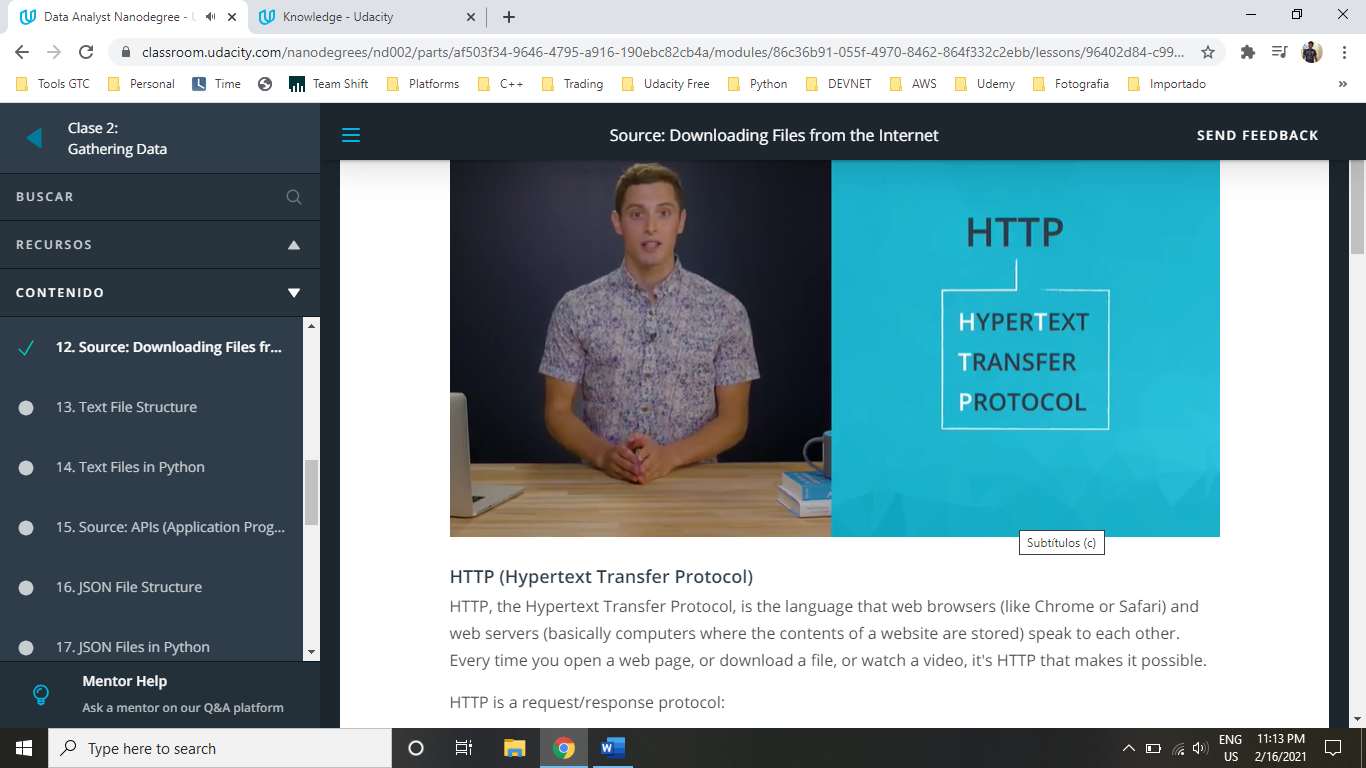 Data Analyst Nanodegree - U
Knowledge - Udacity
classroom.udacity.com/nanodegrees/nd002/parts/af503f34-9646-4795-a916-190ebc82cb4a/modules/86c36b91-055f-4970-8462-864f332c2ebb/lessons/96402d84-c99...
Tools GTC
Personal
Time
Team Shift
Platforms
C++
Trading
Udacity Free
Python
DEVNET
AWS
Udemy
Fotografia
Importado
»
Clase 2:
Gathering Data
Source: Downloading Files from the Internet
SEND FEEDBACK
BUSCAR
RECURSOS
CONTENIDO
12. Source: Downloading Files fr...
13. Text File Structure
14. Text Files in Python
15. Source: APIs (Application Prog...
16. JSON File Structure
17. JSON Files in Python
Mentor Help
Ask a mentor on our Q&A platform
HTTP
HYPERTEXT
TRANSFER
PROTOCOL
Subtítulos (c)
HTTP (Hypertext Transfer Protocol)
HTTP, the Hypertext Transfer Protocol, is the language that web browsers (like Chrome or Safari) and
web servers (basically computers where the contents of a website are stored) speak to each other.
Every time you open a web page, or download a file, or watch a video, it's HTTP that makes it possible.
HTTP is a request/response protocol:
Type here to search
ENG
US
11:13 PM
2/16/2021